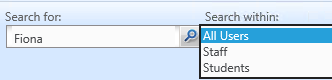 Search for: Search within:
Fiona All Users
Staff
Students